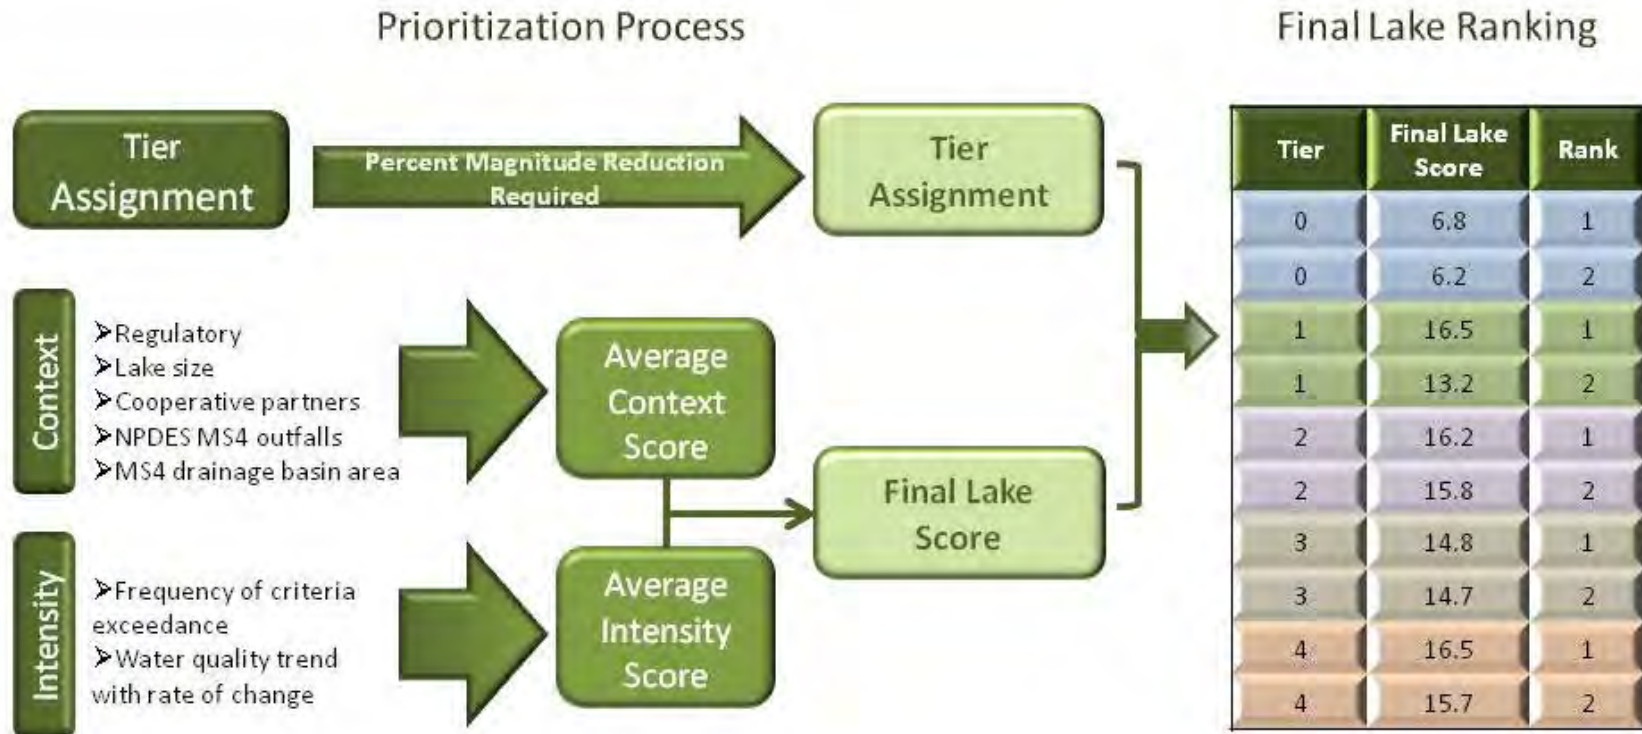 Prioritization Process
Final Lake Ranking
Tier
Assignment
Percent Magnitude Reduction
Required
Tier
Assignment
Context
➢Regulatory
➢Lake size
➢Cooperative partners
➢NPDES MS4 outfalls
➢MS4 drainage basin area
Average
Context
Score
Intensity
➢Frequency of criteria
exceedance
➢Water quality trend
with rate of change
Average
Intensity
Score
Final Lake
Score
Tier Final Lake Score Rank
0 6.8 1
0 6.2 2
1 16.5 1
1 13.2 2
2 16.2 1
2 15.8 2
3 14.8 1
3 14.7 2
4 16.5 1
4 15.7 2